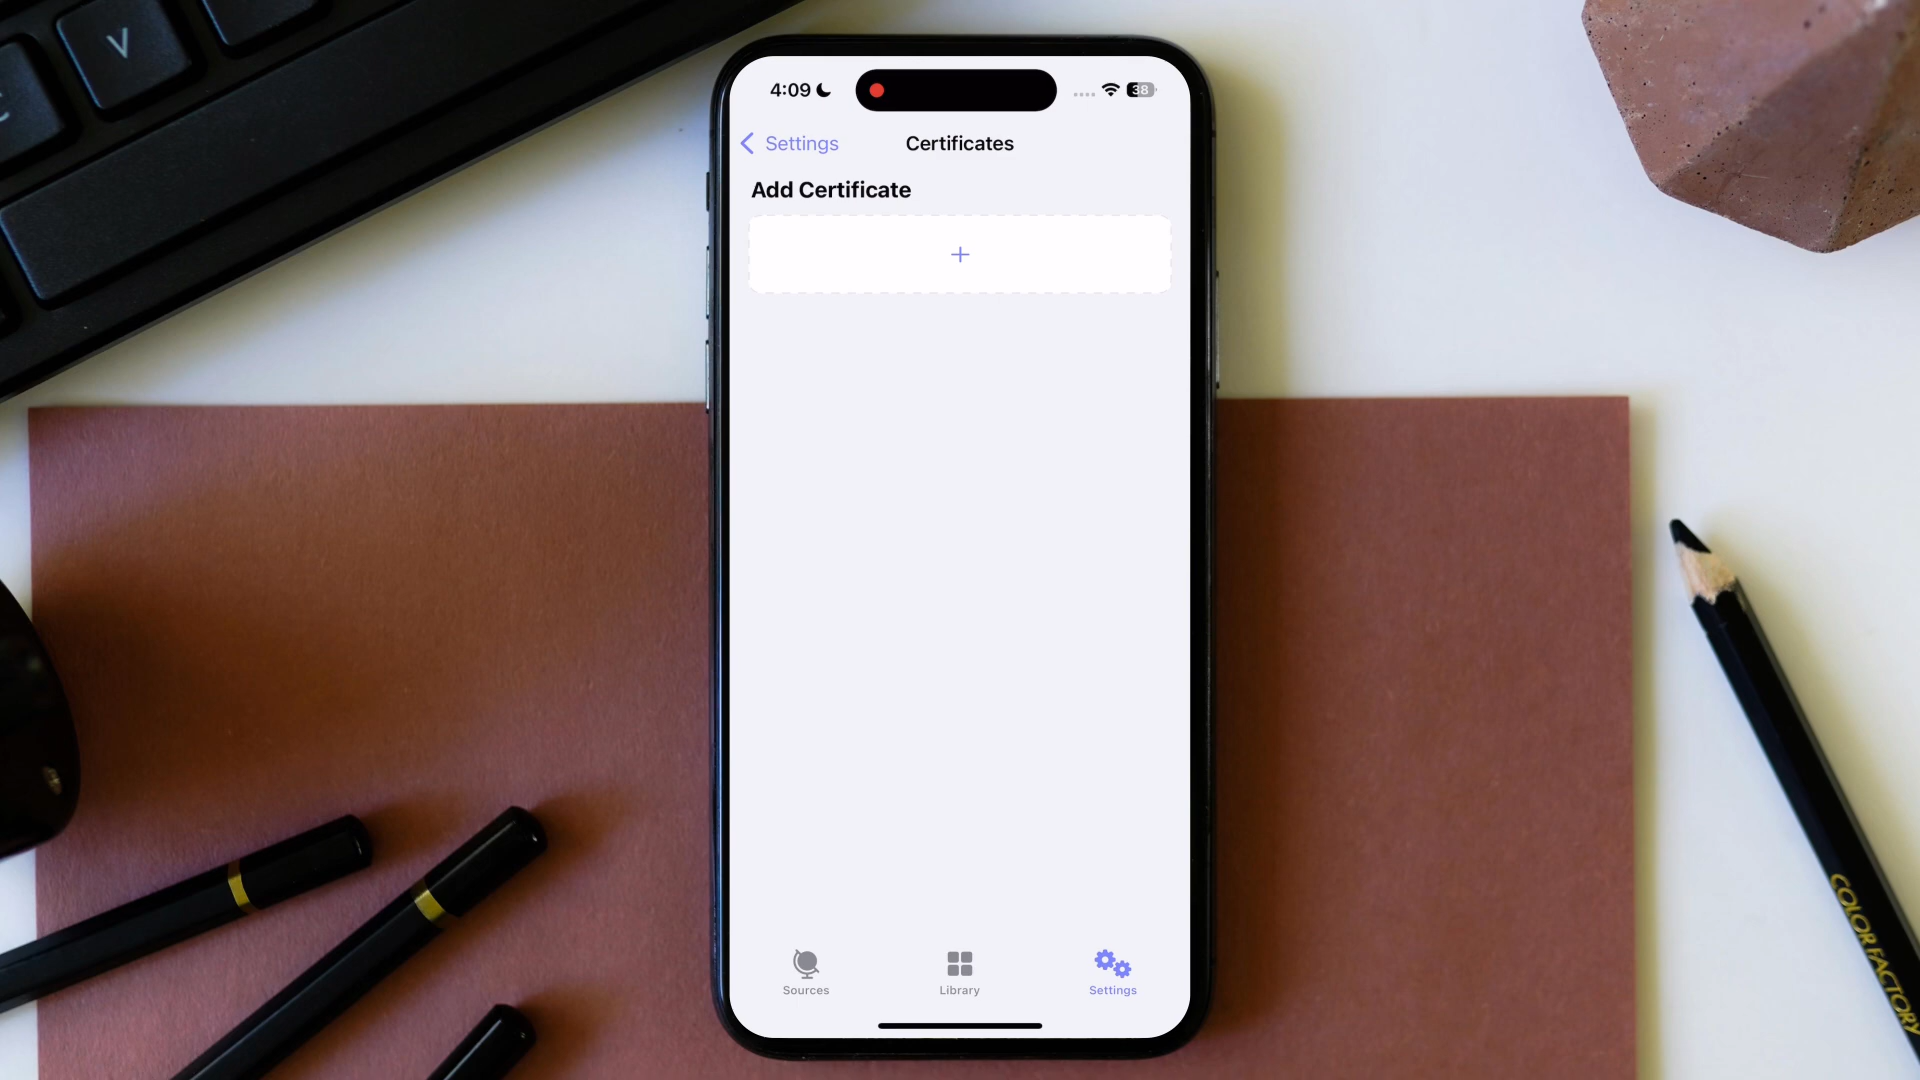 V
4:09
38
Settings
Certificates
Add Certificate
Sources
Library
Settings
COLOR FACTORY